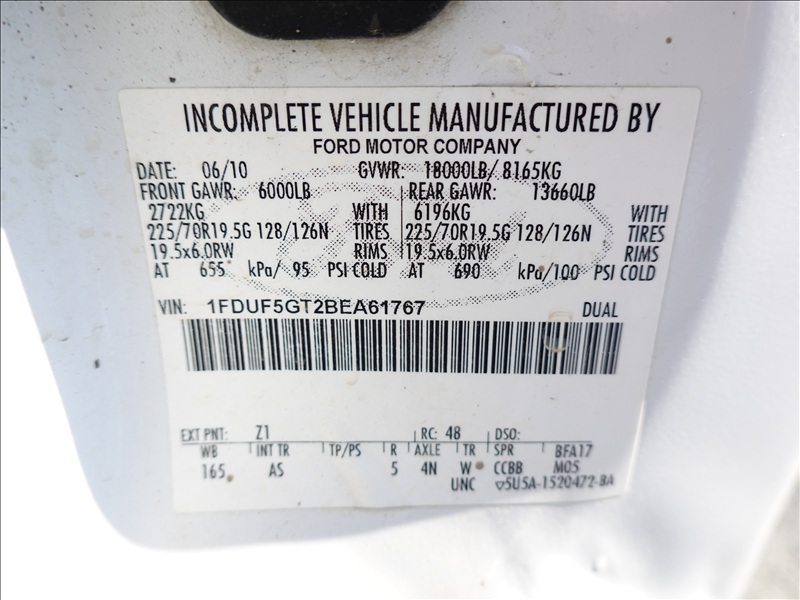 INCOMPLETE VEHICLE MANUFACTURED BY
FORD MOTOR COMPANY
DATE: 06/10 GVWR: 18000LB/ 8165KG
FRONT GAWR: 6000LB REAR GAWR: 13660LB
2722KG WITH 6196KG WITH
225/70R19.5G 128/126N TIRES 225/70R19.5G 128/126N TIRES
19.5x6.0RW RIMS 19.5x6.0RW RIMS
AT 655 kPa/ 95 PSI COLD AT 690 kPa/100 PSI COLD
VIN: 1FDUF5GT2BEA61767 DUAL
EXT PNT: Z1 RC: 48 DSO:
WB INT TR TP/PS R AXLE TR SPR BFA17
165 AS 5 4N W CCBB M05
UNC ▽5U5A-1520472-BA